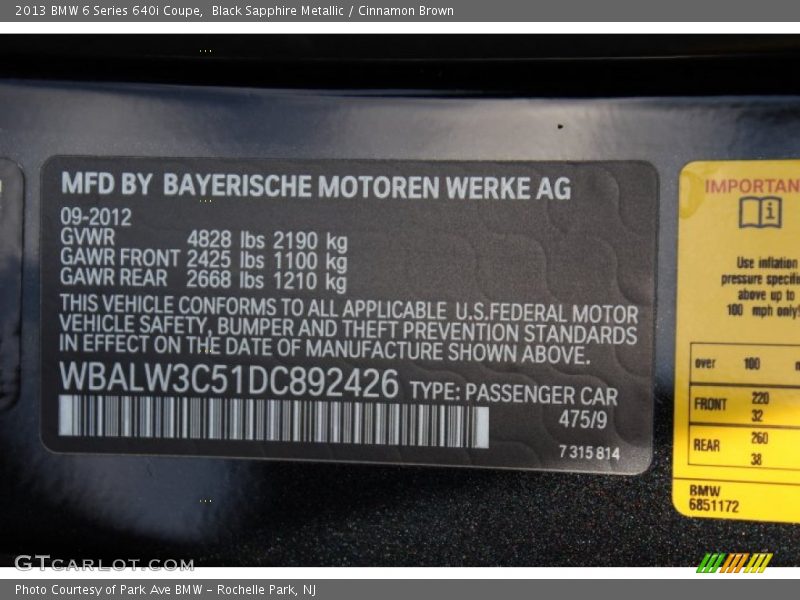 2013 BMW 6 Series 640i Coupe,  Black Sapphire Metallic / Cinnamon Brown
MFD BY BAYERISCHE MOTOREN WERKE AG
09-2012
GVWR 4828 lbs 2190 kg
GAWR FRONT 2425 lbs 1100 kg
GAWR REAR 2668 lbs 1210 kg
THIS VEHICLE CONFORMS TO ALL APPLICABLE U.S.FEDERAL MOTOR
VEHICLE SAFETY, BUMPER AND THEFT PREVENTION STANDARDS
IN EFFECT ON THE DATE OF MANUFACTURE SHOWN ABOVE.
WBALW3C51DC892426 TYPE: PASSENGER CAR
475/9
7 315 814
IMPORTAN
Use inflation
pressure specifi
above up to
100 mph only!
over 100
FRONT 220
32
REAR 260
38
BMW
6851172
GTCARLOT.COM
Photo Courtesy of Park Ave BMW - Rochelle Park, NJ